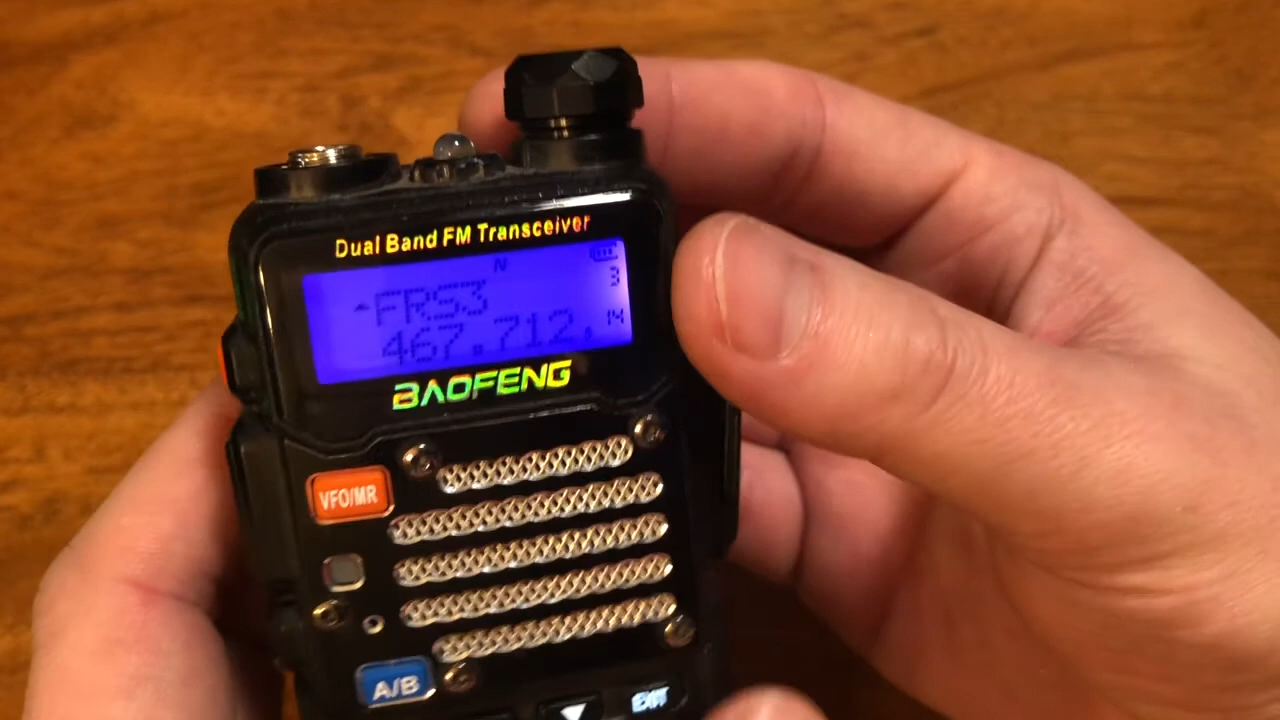 Dual Band FM Transceiver
N
3
FRS3
467.712.
14
BAOFENG
VFO/MR
A/B
▼
EXIT